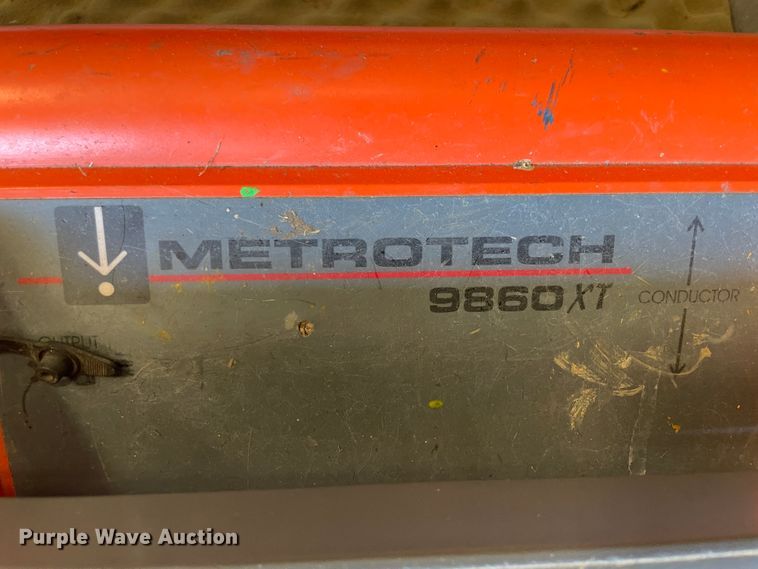 METROTECH
9860XT
CONDUCTOR
OUTPUT
Purple Wave Auction